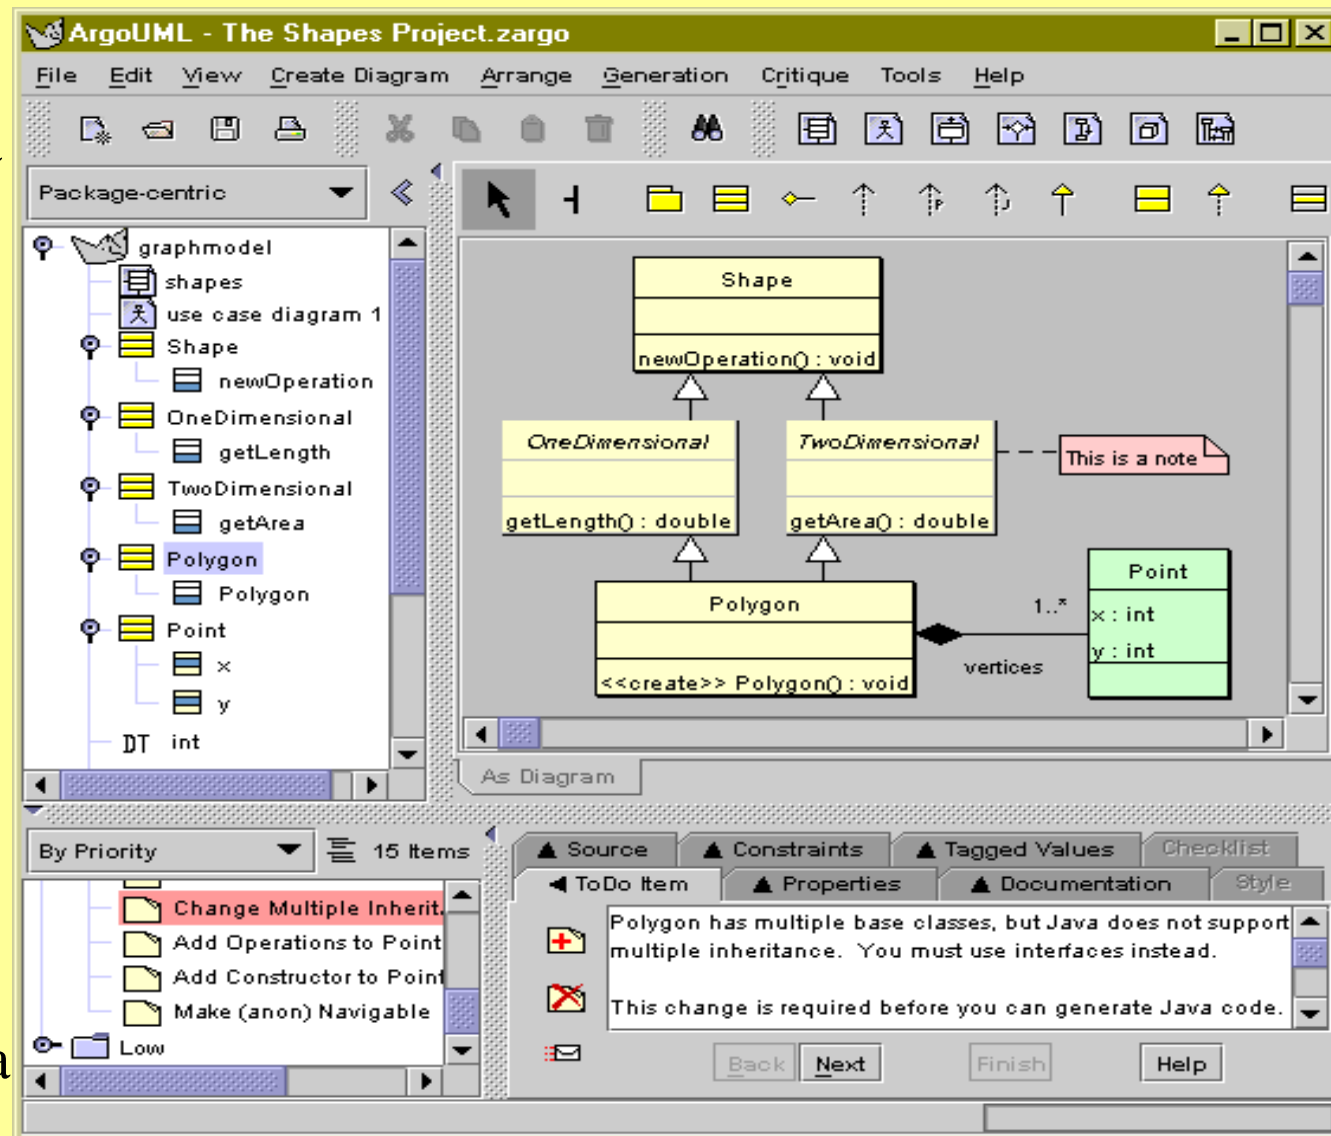 ArgoUML - The Shapes Project.zargo
File Edit View Create Diagram Arrange Generation Critique Tools Help
Package-centric
graphmodel
shapes
use case diagram 1
Shape
newOperation
OneDimensional
getLength
TwoDimensional
getArea
Polygon
Polygon
Point
x
y
DT int
Shape
newOperation() : void
OneDimensional
getLength() : double
TwoDimensional
getArea() : double
This is a note
Polygon
<<create>> Polygon() : void
1..*
vertices
Point
x : int
y : int
As Diagram
By Priority
15 Items
Change Multiple Inherit.
Add Operations to Point
Add Constructor to Point
Make (anon) Navigable
Low
Source Constraints Tagged Values Checklist
ToDo Item Properties Documentation Style
Polygon has multiple base classes, but Java does not support
multiple inheritance. You must use interfaces instead.
This change is required before you can generate Java code.
Back Next Finish Help
a